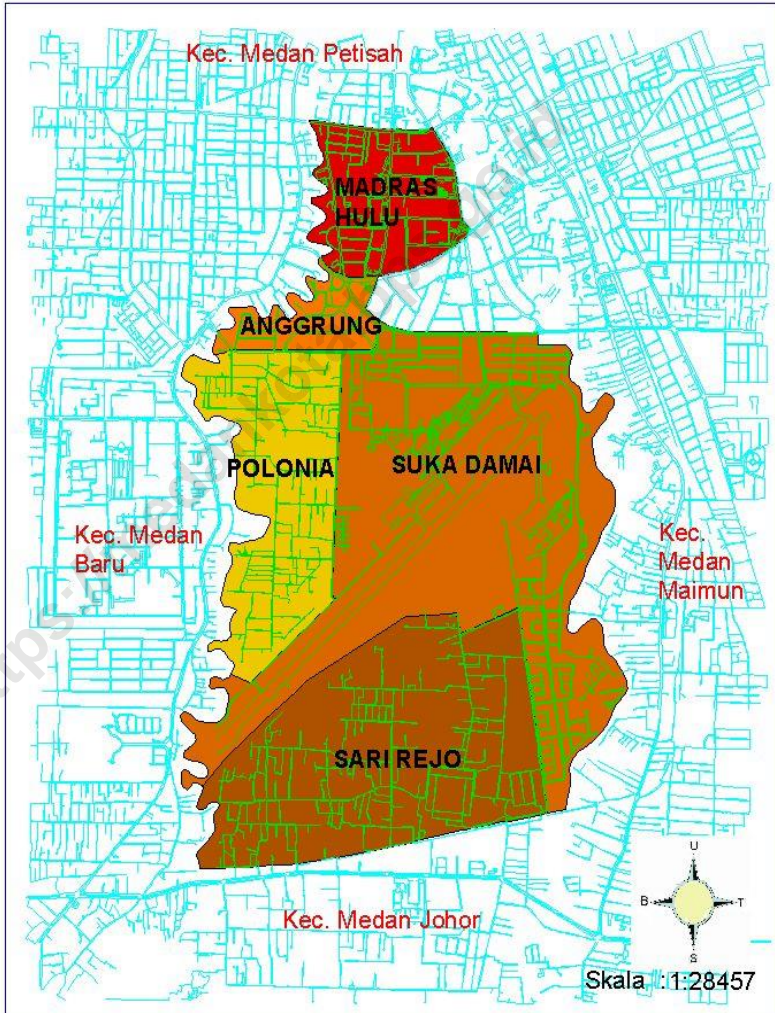 Kec. Medan Petisah
MADRAS
HULU
ANGGRUNG
POLONIA
SUKA DAMAI
Kec. Medan
Baru
Kec.
Medan
Maimun
SARI REJO
Kec. Medan Johor
U
B
T
S
Skala : 1:28457